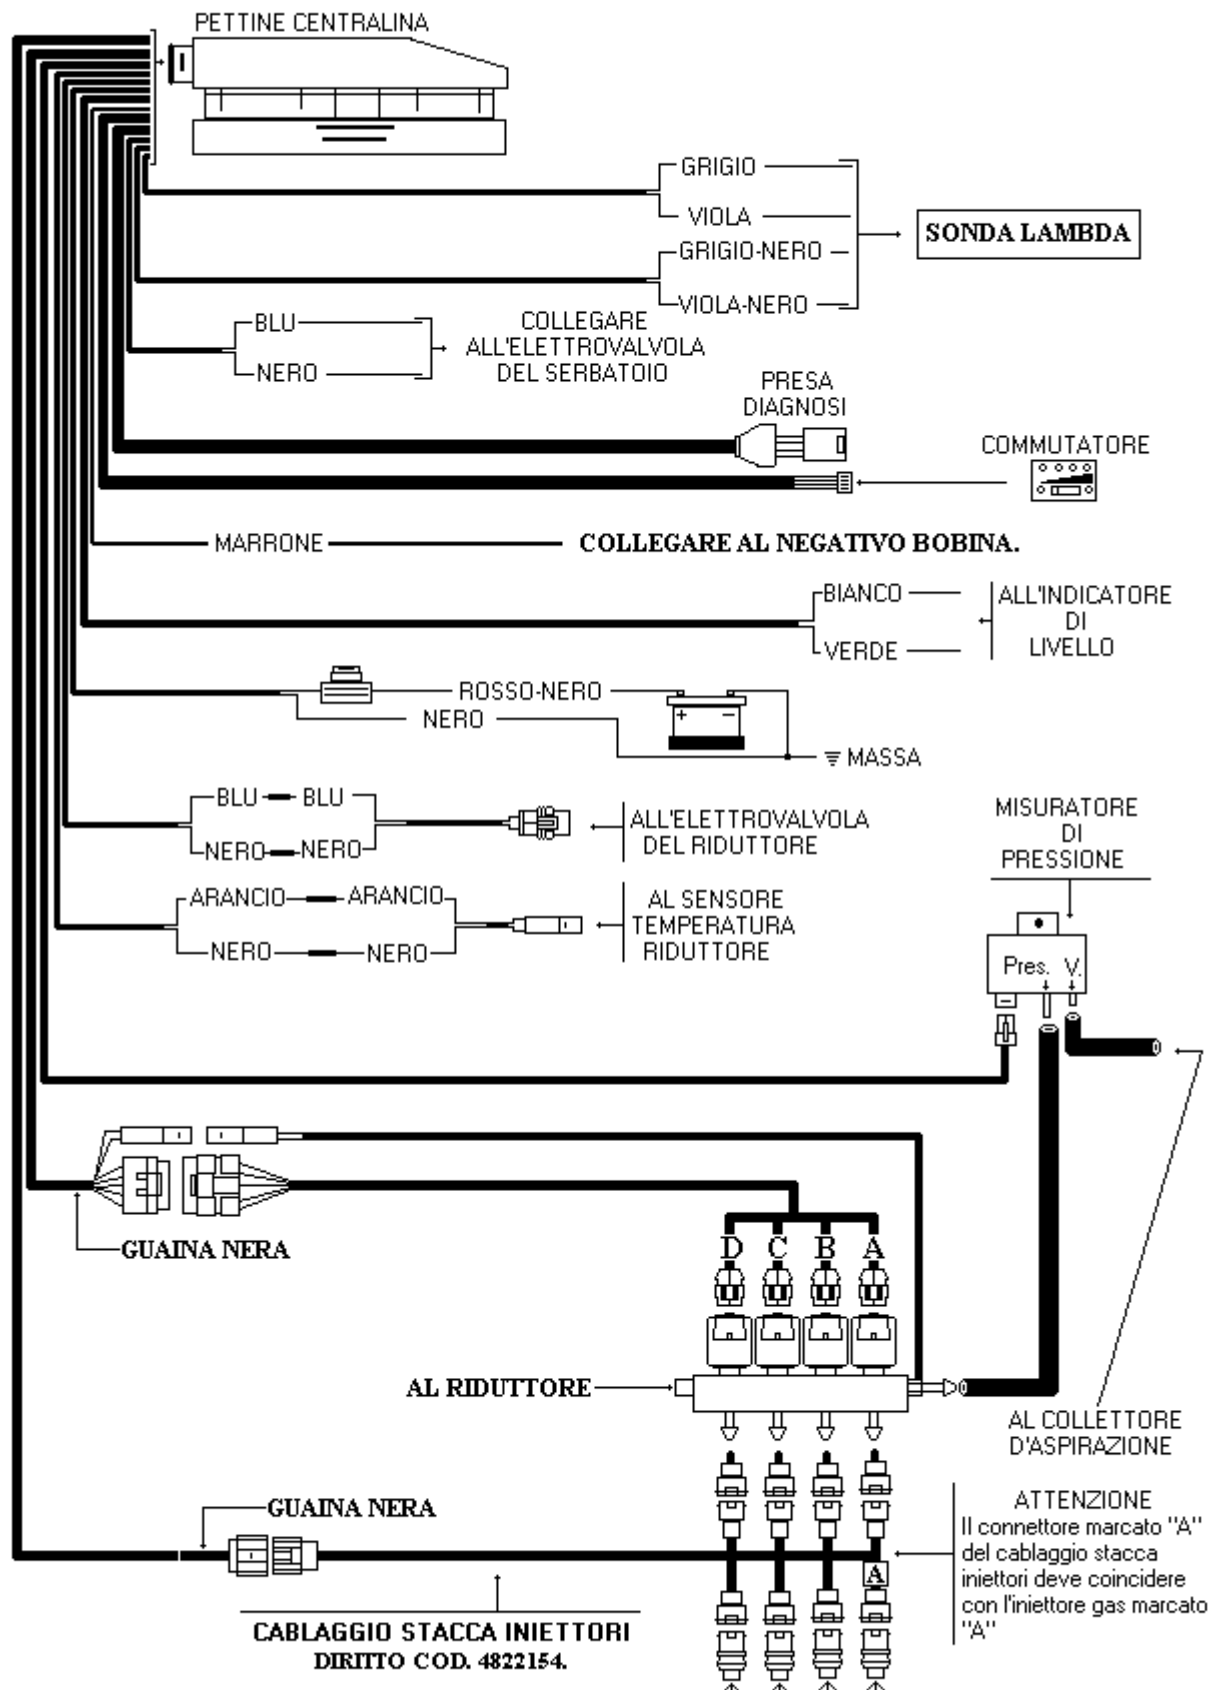 PETTINE CENTRALINA
GRIGIO
VIOLA
GRIGIO-NERO
VIOLA-NERO
SONDA LAMBDA
BLU
NERO
COLLEGARE
ALL'ELETTROVALVOLA
DEL SERBATOIO
PRESA
DIAGNOSI
COMMUTATORE
MARRONE
COLLEGARE AL NEGATIVO BOBINA.
BIANCO
VERDE
ALL'INDICATORE
DI
LIVELLO
ROSSO-NERO
NERO
+ −
MASSA
BLU BLU
NERO NERO
ALL'ELETTROVALVOLA
DEL RIDUTTORE
MISURATORE
DI
PRESSIONE
ARANCIO ARANCIO
NERO NERO
AL SENSORE
TEMPERATURA
RIDUTTORE
Pres. V.
GUAINA NERA
D C B A
AL RIDUTTORE
AL COLLETTORE
D'ASPIRAZIONE
GUAINA NERA
ATTENZIONE
Il connettore marcato "A"
del cablaggio stacca
iniettori deve coincidere
con l'iniettore gas marcato
"A"
A
CABLAGGIO STACCA INIETTORI
DIRITTO COD. 4822154.